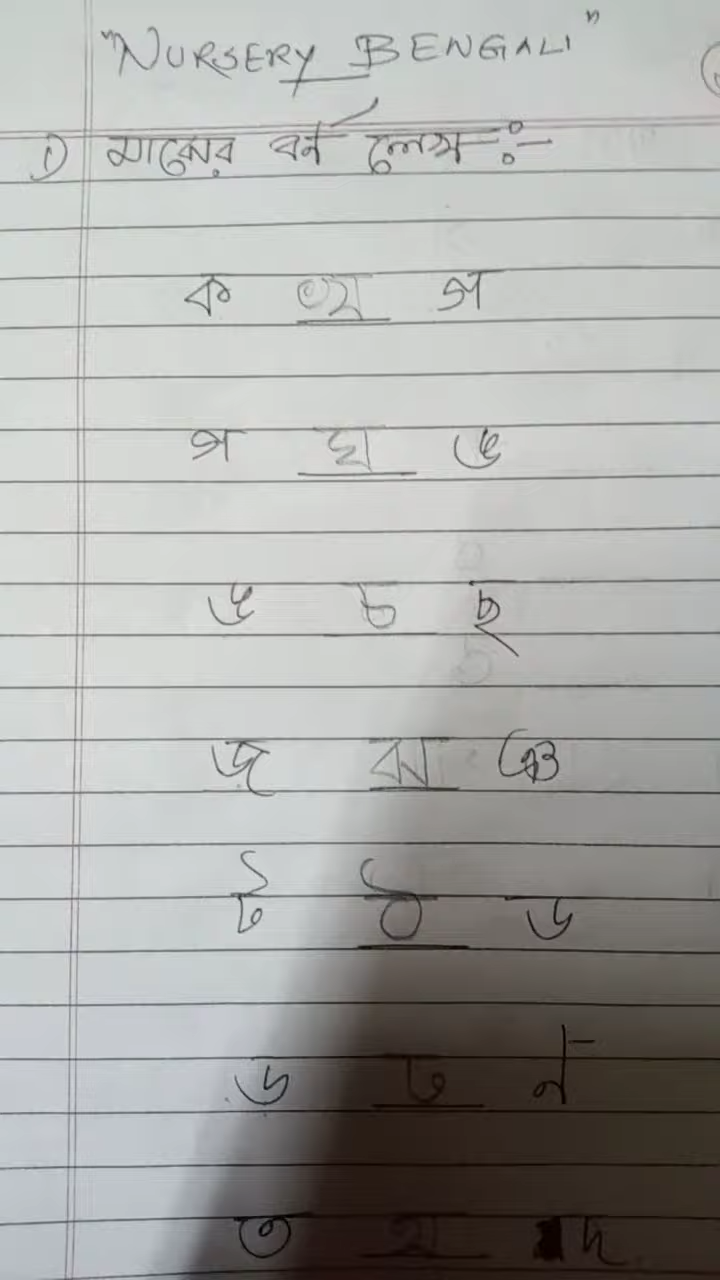 "NURSERY BENGALI"
1) মাঝের বর্ন লেখ :-
ক খ গ
গ ঘ ঙ
ঙ চ ছ
জ ঝ ঞ
ট ঠ ড
ড ঢ ণ
ত থ দ